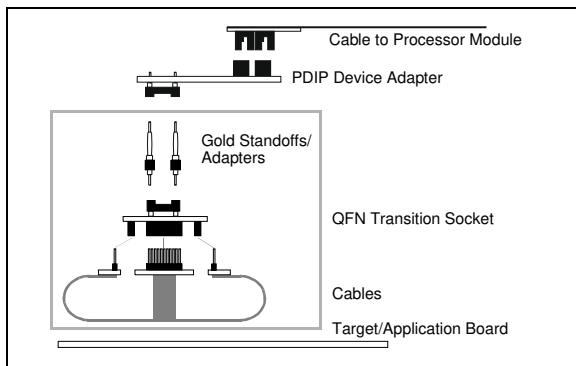 Cable to Processor Module
PDIP Device Adapter
Gold Standoffs/
Adapters
QFN Transition Socket
Cables
Target/Application Board